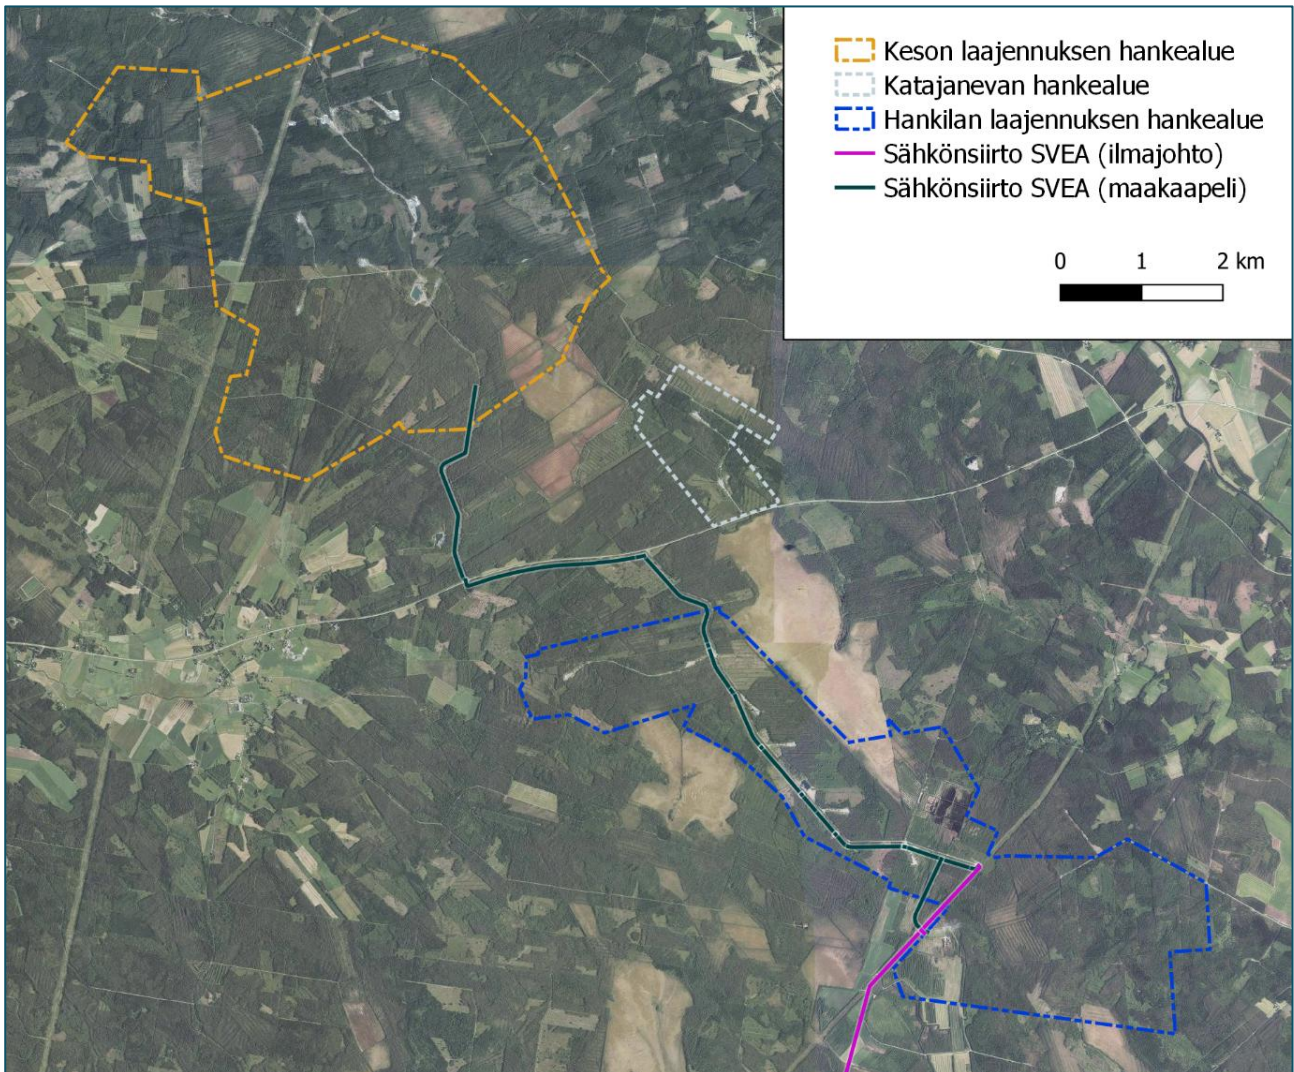 Keson laajennuksen hankealue
Katajanevan hankealue
Hankilan laajennuksen hankealue
Sähkönsiirto SVEA (ilmajohto)
Sähkönsiirto SVEA (maakaapeli)
0 1 2 km